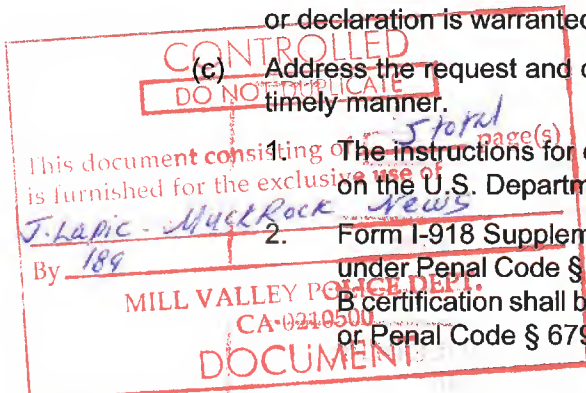 or declaration is warranted
CONTROLLED
(c) Address the request and
DO NOT DUPLICATE
timely manner.
This document consisting of 5 total page(s)
1. The instructions for
is furnished for the exclusive use of
on the U.S. Departm
J. Lapic - MuckRock News
2. Form I-918 Supplem
By 189
under Penal Code §
MILL VALLEY POLICE DEPT.
B certification shall b
CA-0210500
or Penal Code § 679
DOCUMENT